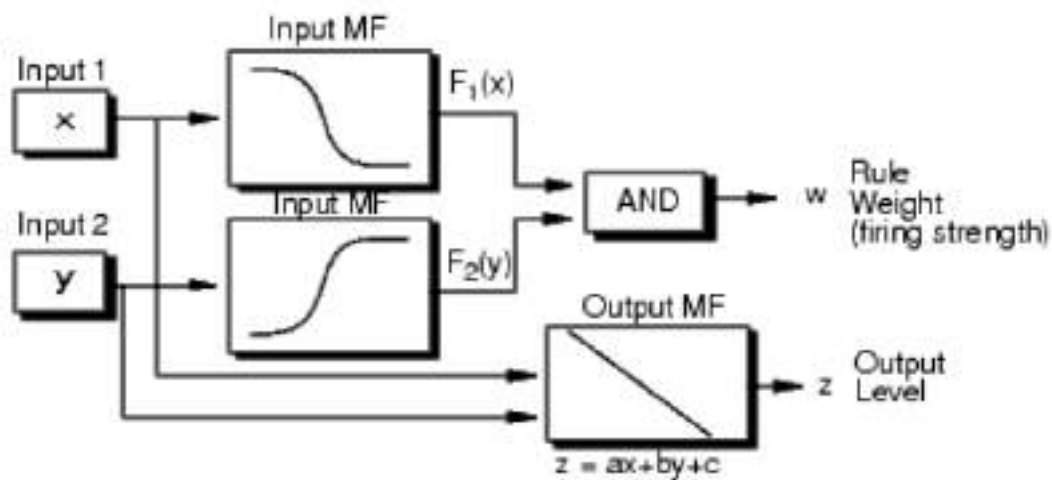 Input MF
Input 1
x
F₁(x)
Input MF
Input 2
y
F₂(y)
AND
w
Rule
Weight
(firing strength)
Output MF
z
Output
Level
z = ax+by+c